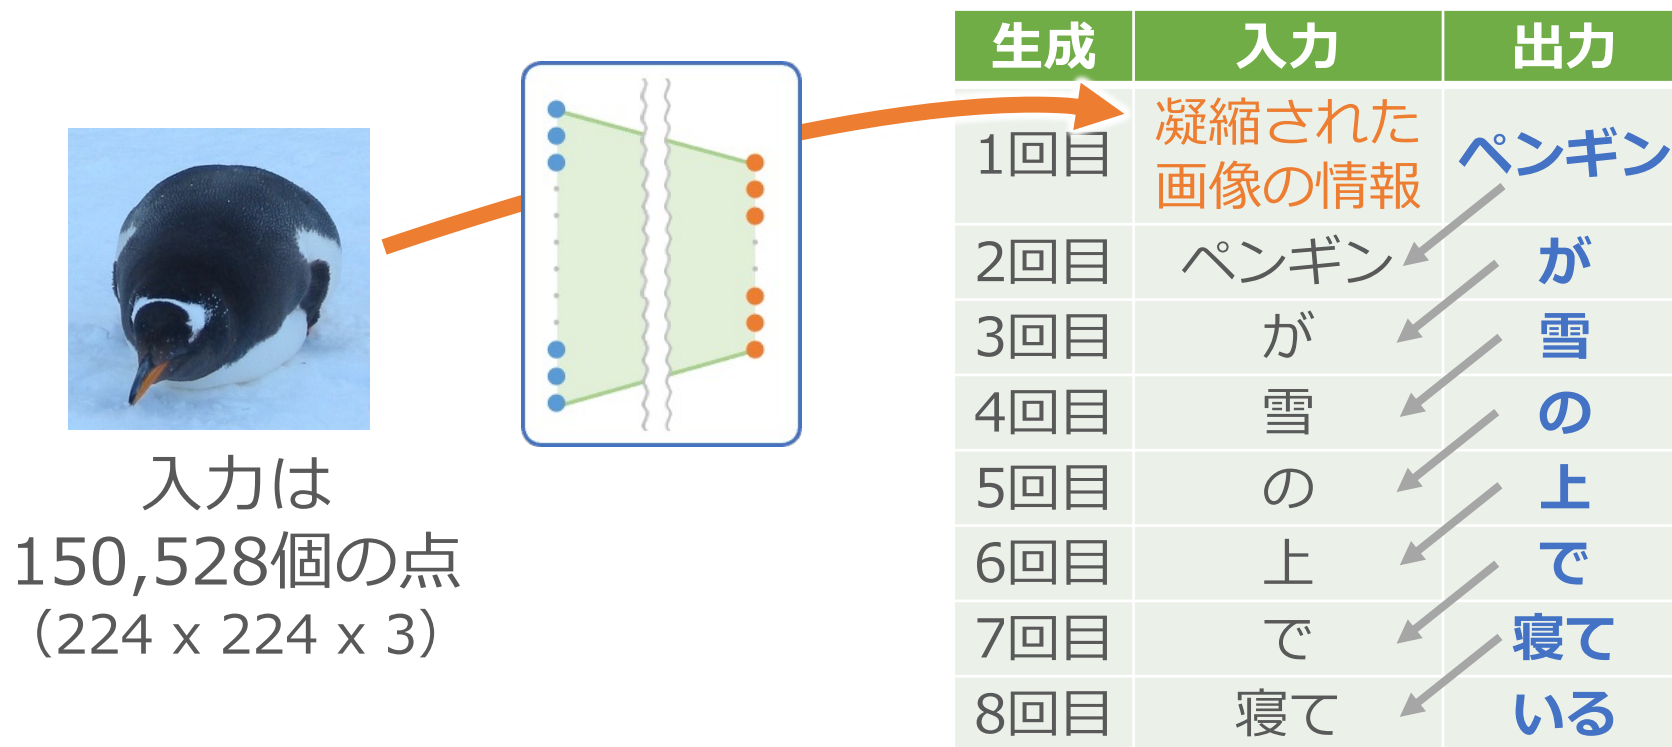 生成 入力 出力
1回目 凝縮された画像の情報 ペンギン
2回目 ペンギン が
3回目 が 雪
4回目 雪 の
5回目 の 上
6回目 上 で
7回目 で 寝て
8回目 寝て いる
入力は
150,528個の点
（224 x 224 x 3）